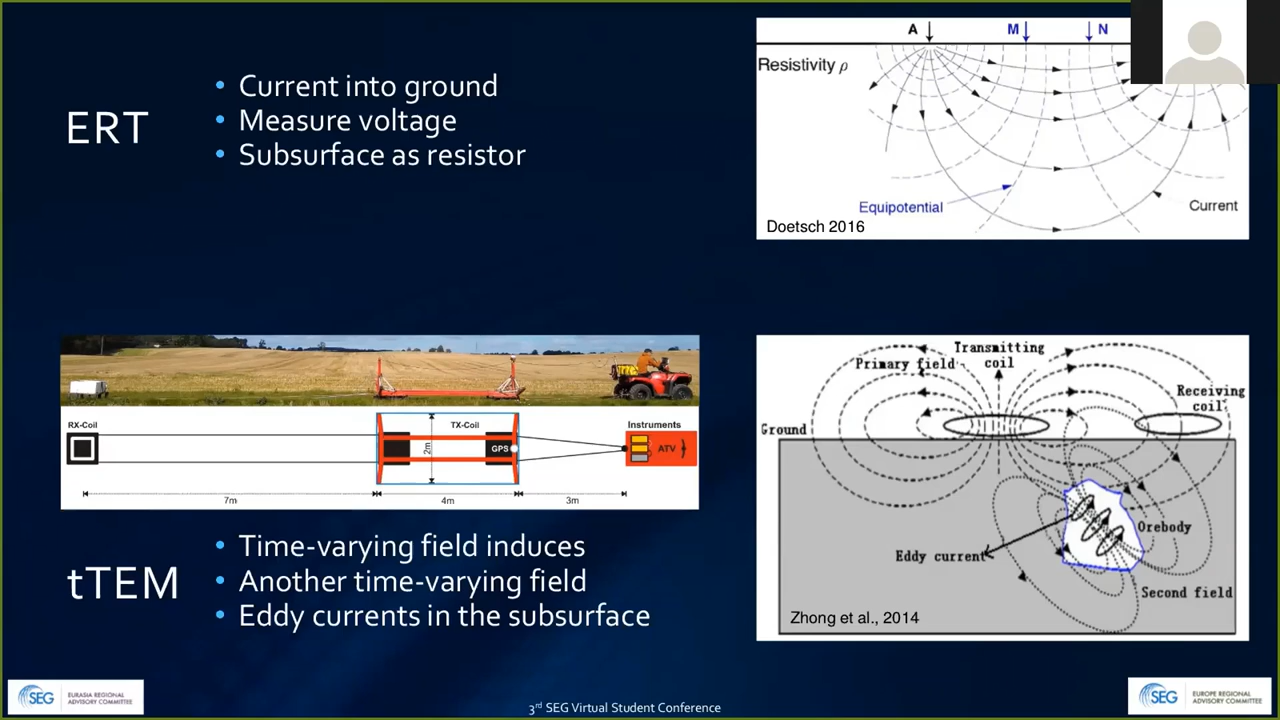 ERT
• Current into ground
• Measure voltage
• Subsurface as resistor
A M N
Resistivity ρ
Equipotential
Current
Doetsch 2016
RX-Coil
TX-Coil
GPS
2m
Instruments
ATV
7m
4m
3m
tTEM
• Time-varying field induces
• Another time-varying field
• Eddy currents in the subsurface
Transmitting
coil
Primary field
Receiving
coil
Ground
Orebody
Eddy current
Second field
Zhong et al., 2014
SEG
EURASIA REGIONAL
ADVISORY COMMITTEE
3rd SEG Virtual Student Conference
SEG
EUROPE REGIONAL
ADVISORY COMMITTEE